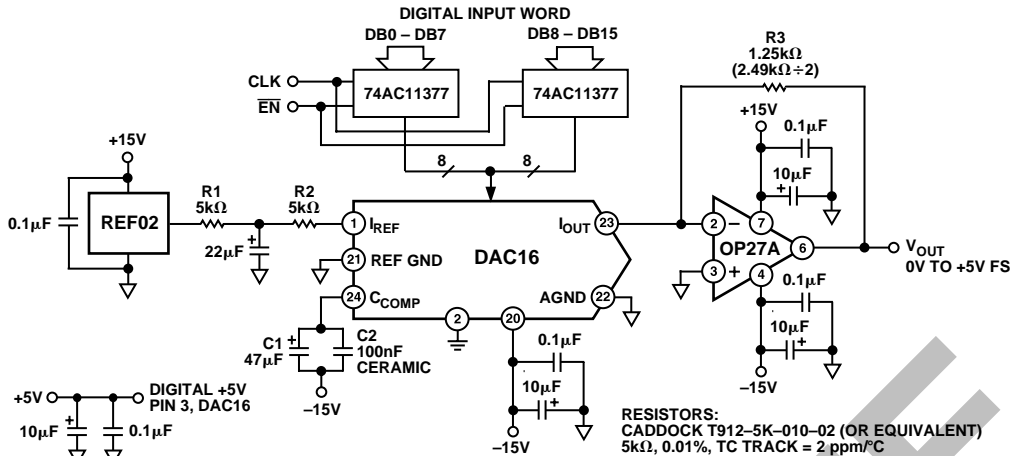 DIGITAL INPUT WORD
DB0 – DB7
DB8 – DB15
CLK
EN
74AC11377
74AC11377
8
8
R3
1.25kΩ
(2.49kΩ÷2)
+15V
0.1μF
10μF
+
+15V
0.1μF
REF02
R1
5kΩ
+
22μF
R2
5kΩ
1
IREF
21
REF GND
24
CCOMP
DAC16
IOUT
23
AGND
22
2
20
2
–
3
+
7
OP27A
6
4
VOUT
0V TO +5V FS
0.1μF
10μF
+
–15V
C1
47μF
+
C2
100nF
CERAMIC
–15V
0.1μF
10μF
+
–15V
+5V
DIGITAL +5V
PIN 3, DAC16
+
10μF
0.1μF
RESISTORS:
CADDOCK T912–5K–010–02 (OR EQUIVALENT)
5kΩ, 0.01%, TC TRACK = 2 ppm/°C